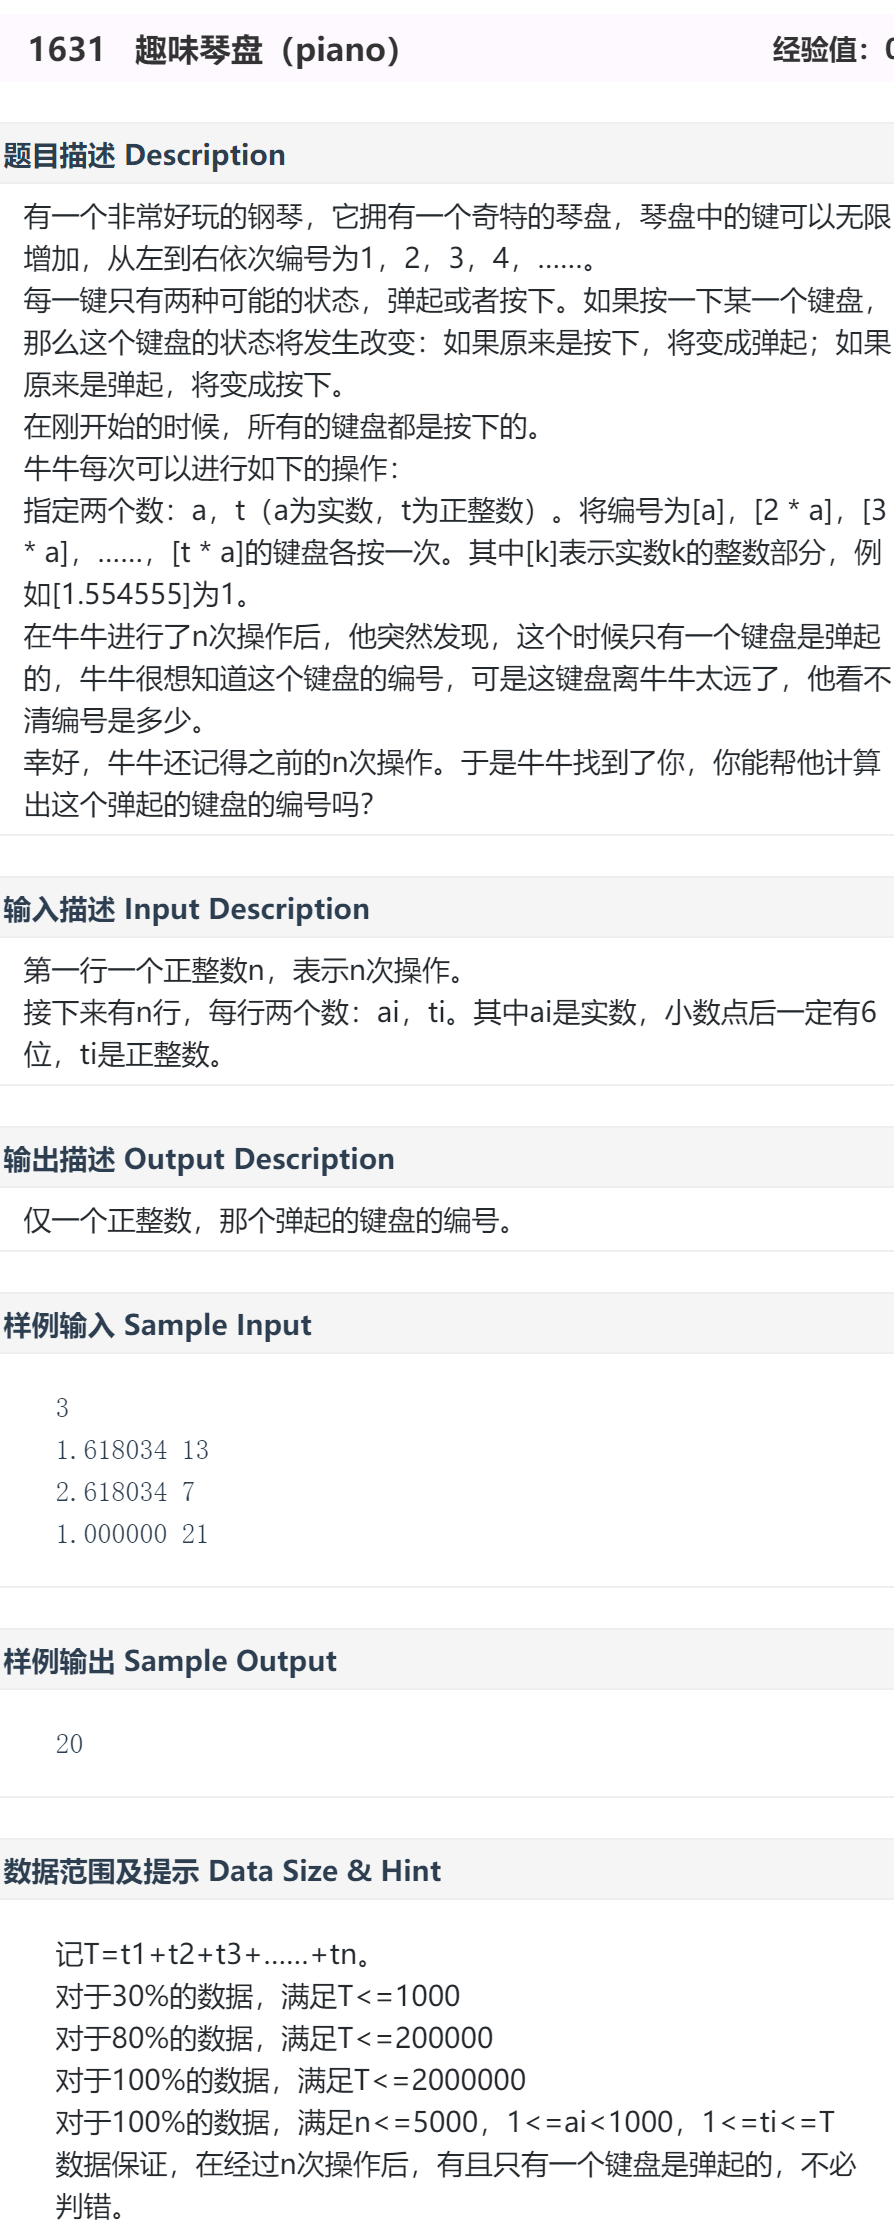 1631 趣味琴盘（piano） 经验值：0
题目描述 Description
有一个非常好玩的钢琴，它拥有一个奇特的琴盘，琴盘中的键可以无限
增加，从左到右依次编号为1，2，3，4，……。
每一键只有两种可能的状态，弹起或者按下。如果按一下某一个键盘，
那么这个键盘的状态将发生改变：如果原来是按下，将变成弹起；如果
原来是弹起，将变成按下。
在刚开始的时候，所有的键盘都是按下的。
牛牛每次可以进行如下的操作：
指定两个数：a，t（a为实数，t为正整数）。将编号为[a]，[2 * a]，[3
* a]，……，[t * a]的键盘各按一次。其中[k]表示实数k的整数部分，例
如[1.554555]为1。
在牛牛进行了n次操作后，他突然发现，这个时候只有一个键盘是弹起
的，牛牛很想知道这个键盘的编号，可是这键盘离牛牛太远了，他看不
清编号是多少。
幸好，牛牛还记得之前的n次操作。于是牛牛找到了你，你能帮他计算
出这个弹起的键盘的编号吗？
输入描述 Input Description
第一行一个正整数n，表示n次操作。
接下来有n行，每行两个数：ai，ti。其中ai是实数，小数点后一定有6
位，ti是正整数。
输出描述 Output Description
仅一个正整数，那个弹起的键盘的编号。
样例输入 Sample Input
3
1.618034 13
2.618034 7
1.000000 21
样例输出 Sample Output
20
数据范围及提示 Data Size & Hint
记T=t1+t2+t3+……+tn。
对于30%的数据，满足T<=1000
对于80%的数据，满足T<=200000
对于100%的数据，满足T<=2000000
对于100%的数据，满足n<=5000，1<=ai<1000，1<=ti<=T
数据保证，在经过n次操作后，有且只有一个键盘是弹起的，不必
判错。